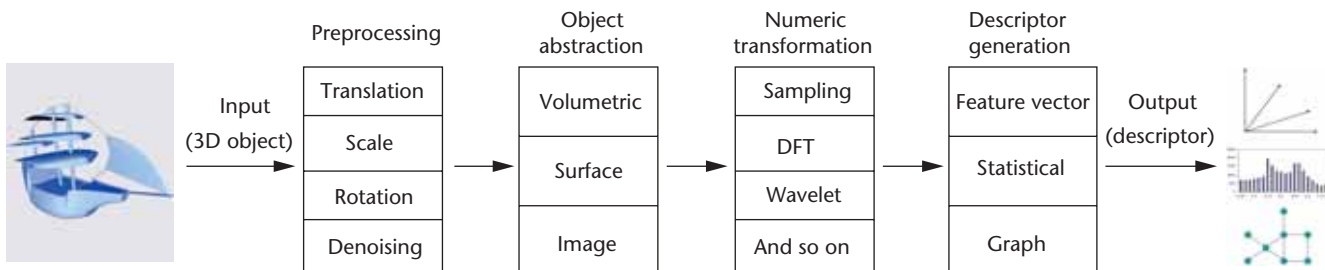 Preprocessing
Object
abstraction
Numeric
transformation
Descriptor
generation
Input
(3D object)
Translation
Scale
Rotation
Denoising
Volumetric
Surface
Image
Sampling
DFT
Wavelet
And so on
Feature vector
Statistical
Graph
Output
(descriptor)